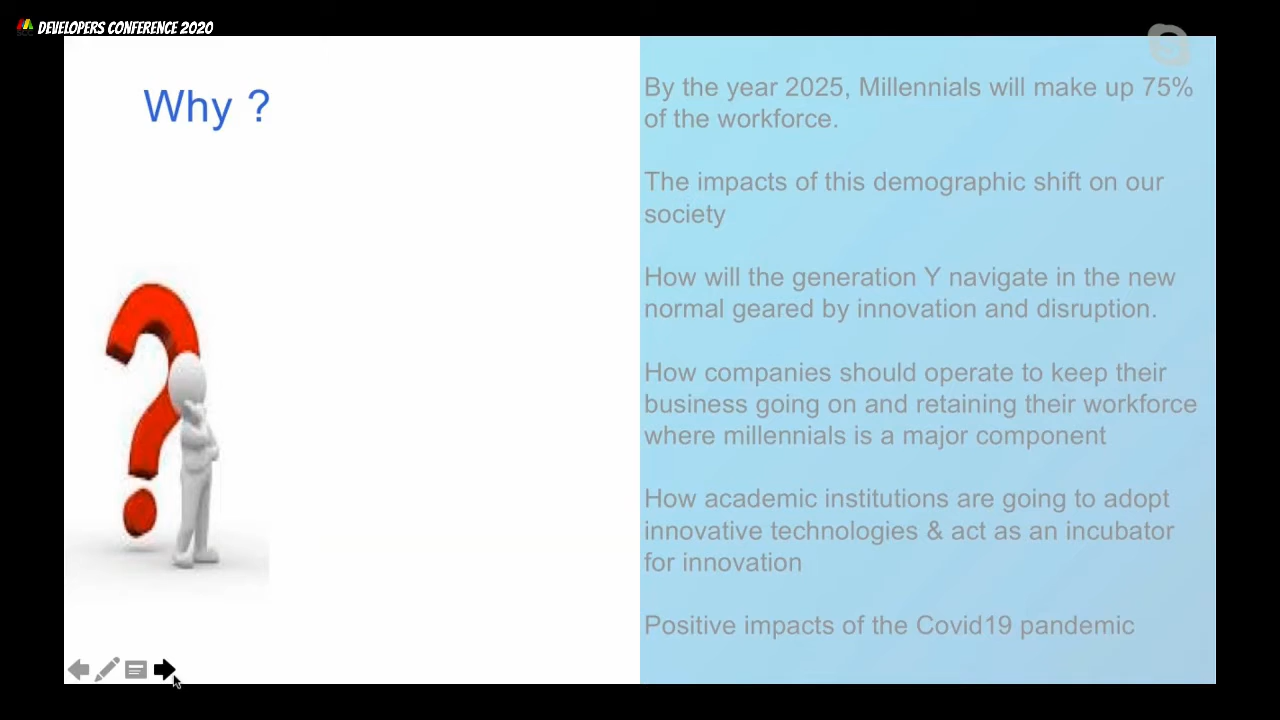 DEVELOPERS CONFERENCE 2020
Why ?
By the year 2025, Millennials will make up 75%
of the workforce.
The impacts of this demographic shift on our
society
How will the generation Y navigate in the new
normal geared by innovation and disruption.
How companies should operate to keep their
business going on and retaining their workforce
where millennials is a major component
How academic institutions are going to adopt
innovative technologies & act as an incubator
for innovation
Positive impacts of the Covid19 pandemic